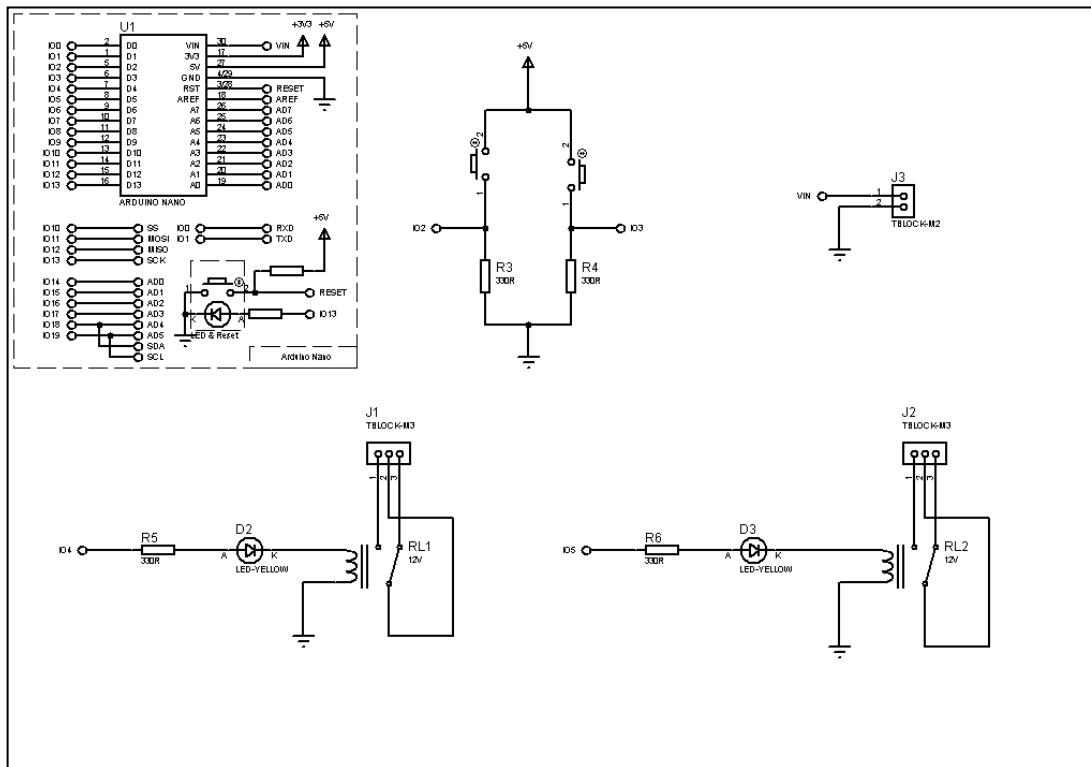 U1
+3V3 +5V
IO0 2 D0 VIN 30 VIN
IO1 1 D1 3V3 17
IO2 5 D2 5V 27
IO3 6 D3 GND 4/29
IO4 7 D4 RST 3/28 RESET
IO5 8 D5 AREF 18 AREF
IO6 9 D6 A7 26 AD7
IO7 10 D7 A6 25 AD6
IO8 11 D8 A5 24 AD5
IO9 12 D9 A4 23 AD4
IO10 13 D10 A3 22 AD3
IO11 14 D11 A2 21 AD2
IO12 15 D12 A1 20 AD1
IO13 16 D13 A0 19 AD0
ARDUINO NANO
IO10 SS IO0 RXD
IO11 MOSI IO1 TXD
IO12 MISO
IO13 SCK
+5V
IO14 AD0
IO15 AD1
IO16 AD2
IO17 AD3
IO18 AD4
IO19 AD5
SDA
SCL
1 2 RESET
K A IO13
LED & Reset
Arduino Nano
+5V
2 2
1 1
IO2 IO3
R3 R4
330R 330R
J3
VIN 1
2
TBLOCK-M2
J1
TBLOCK-M3
1 2 3
IO4 R5 330R
A D2 K
LED-YELLOW
RL1
12V
J2
TBLOCK-M3
1 2 3
IO5 R6 330R
A D3 K
LED-YELLOW
RL2
12V